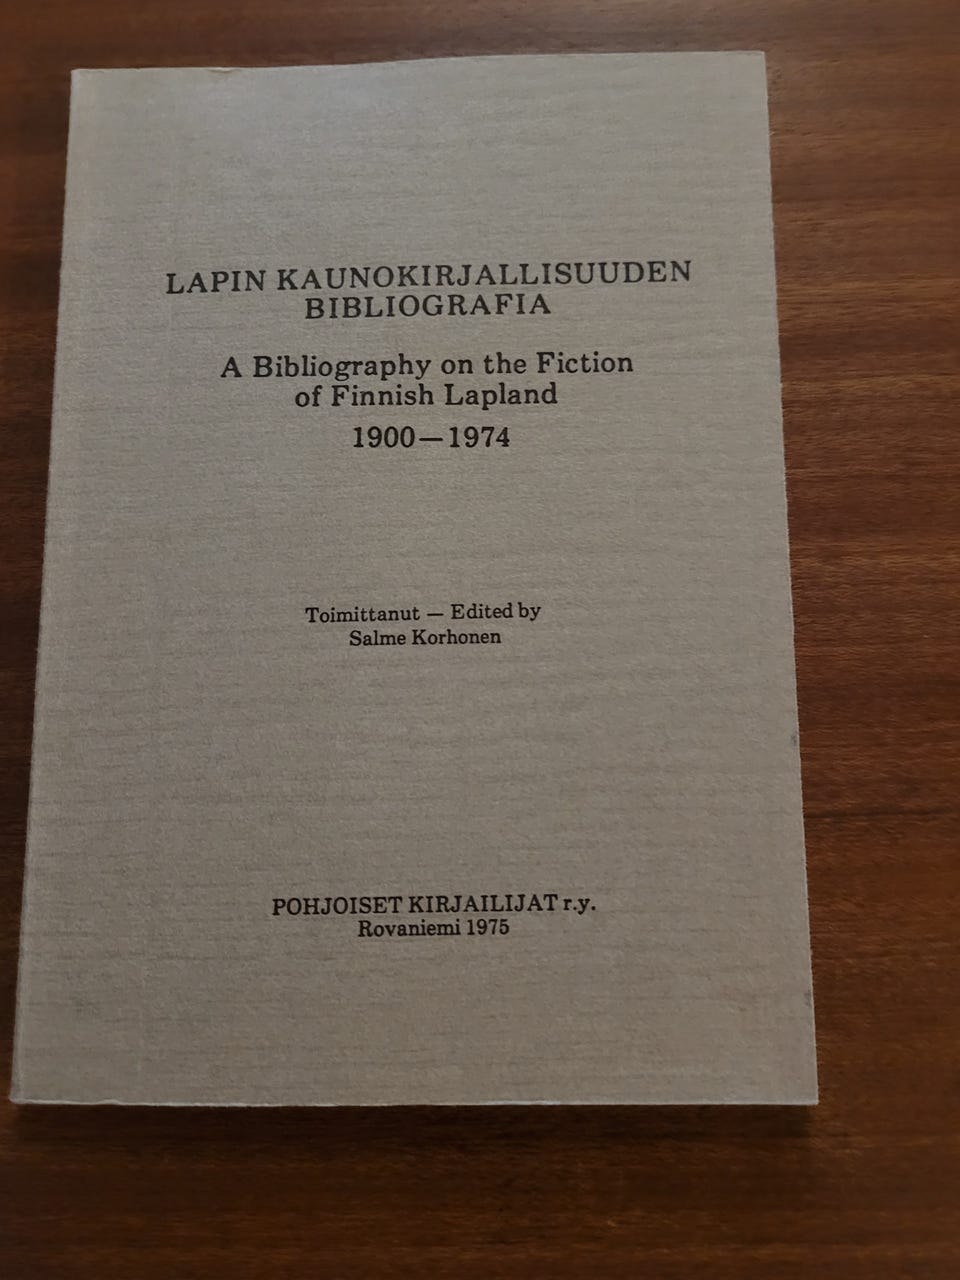 LAPIN KAUNOKIRJALLISUUDEN
BIBLIOGRAFIA
A Bibliography on the Fiction
of Finnish Lapland
1900—1974
Toimittanut — Edited by
Salme Korhonen
POHJOISET KIRJAILIJAT r.y.
Rovaniemi 1975